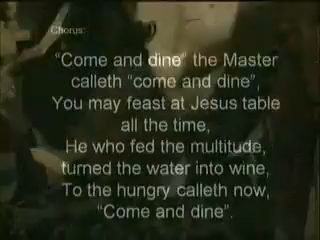 Chorus:
“Come and dine” the Master
calleth “come and dine”,
You may feast at Jesus table
all the time,
He who fed the multitude,
turned the water into wine,
To the hungry calleth now,
“Come and dine”.